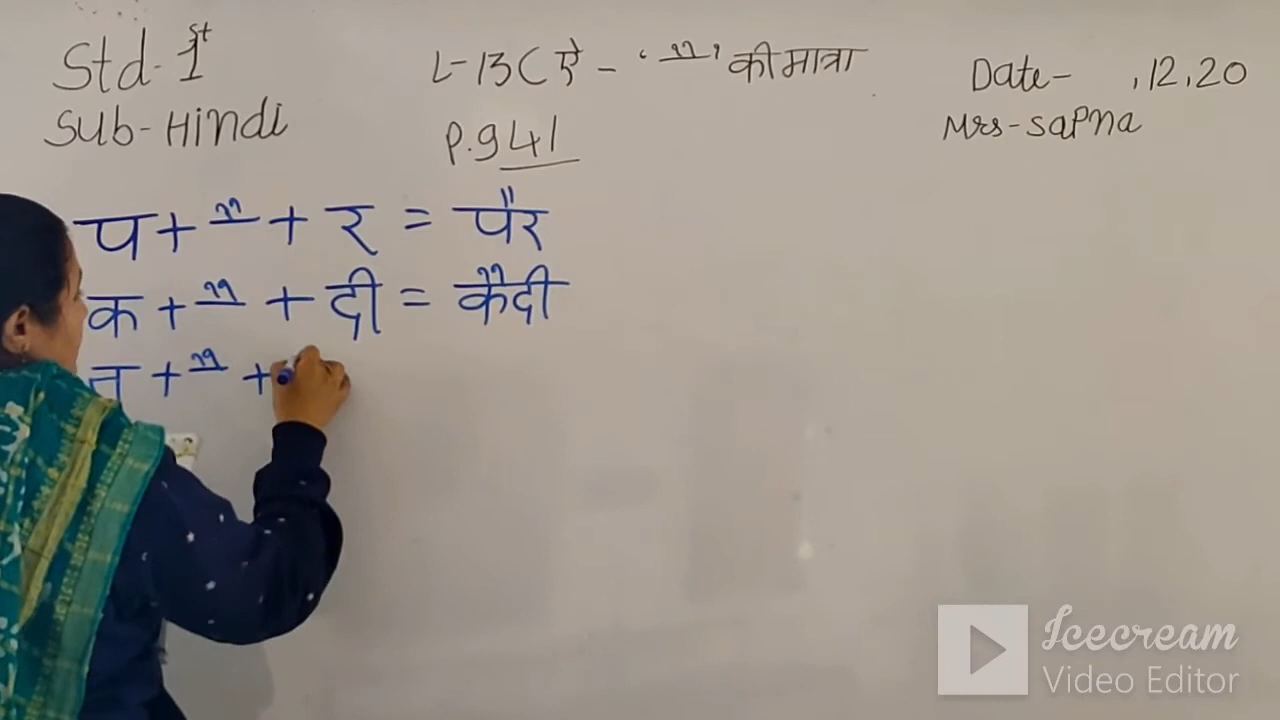 Std-1st
Sub-Hindi
L-13 (ऐ - ' ै ' की मात्रा
P.g 41
Date- ,12,20
Mrs-Sapna
प + ै + र = पैर
क + ै + दी = कैदी
त + ै +
Icecream
Video Editor